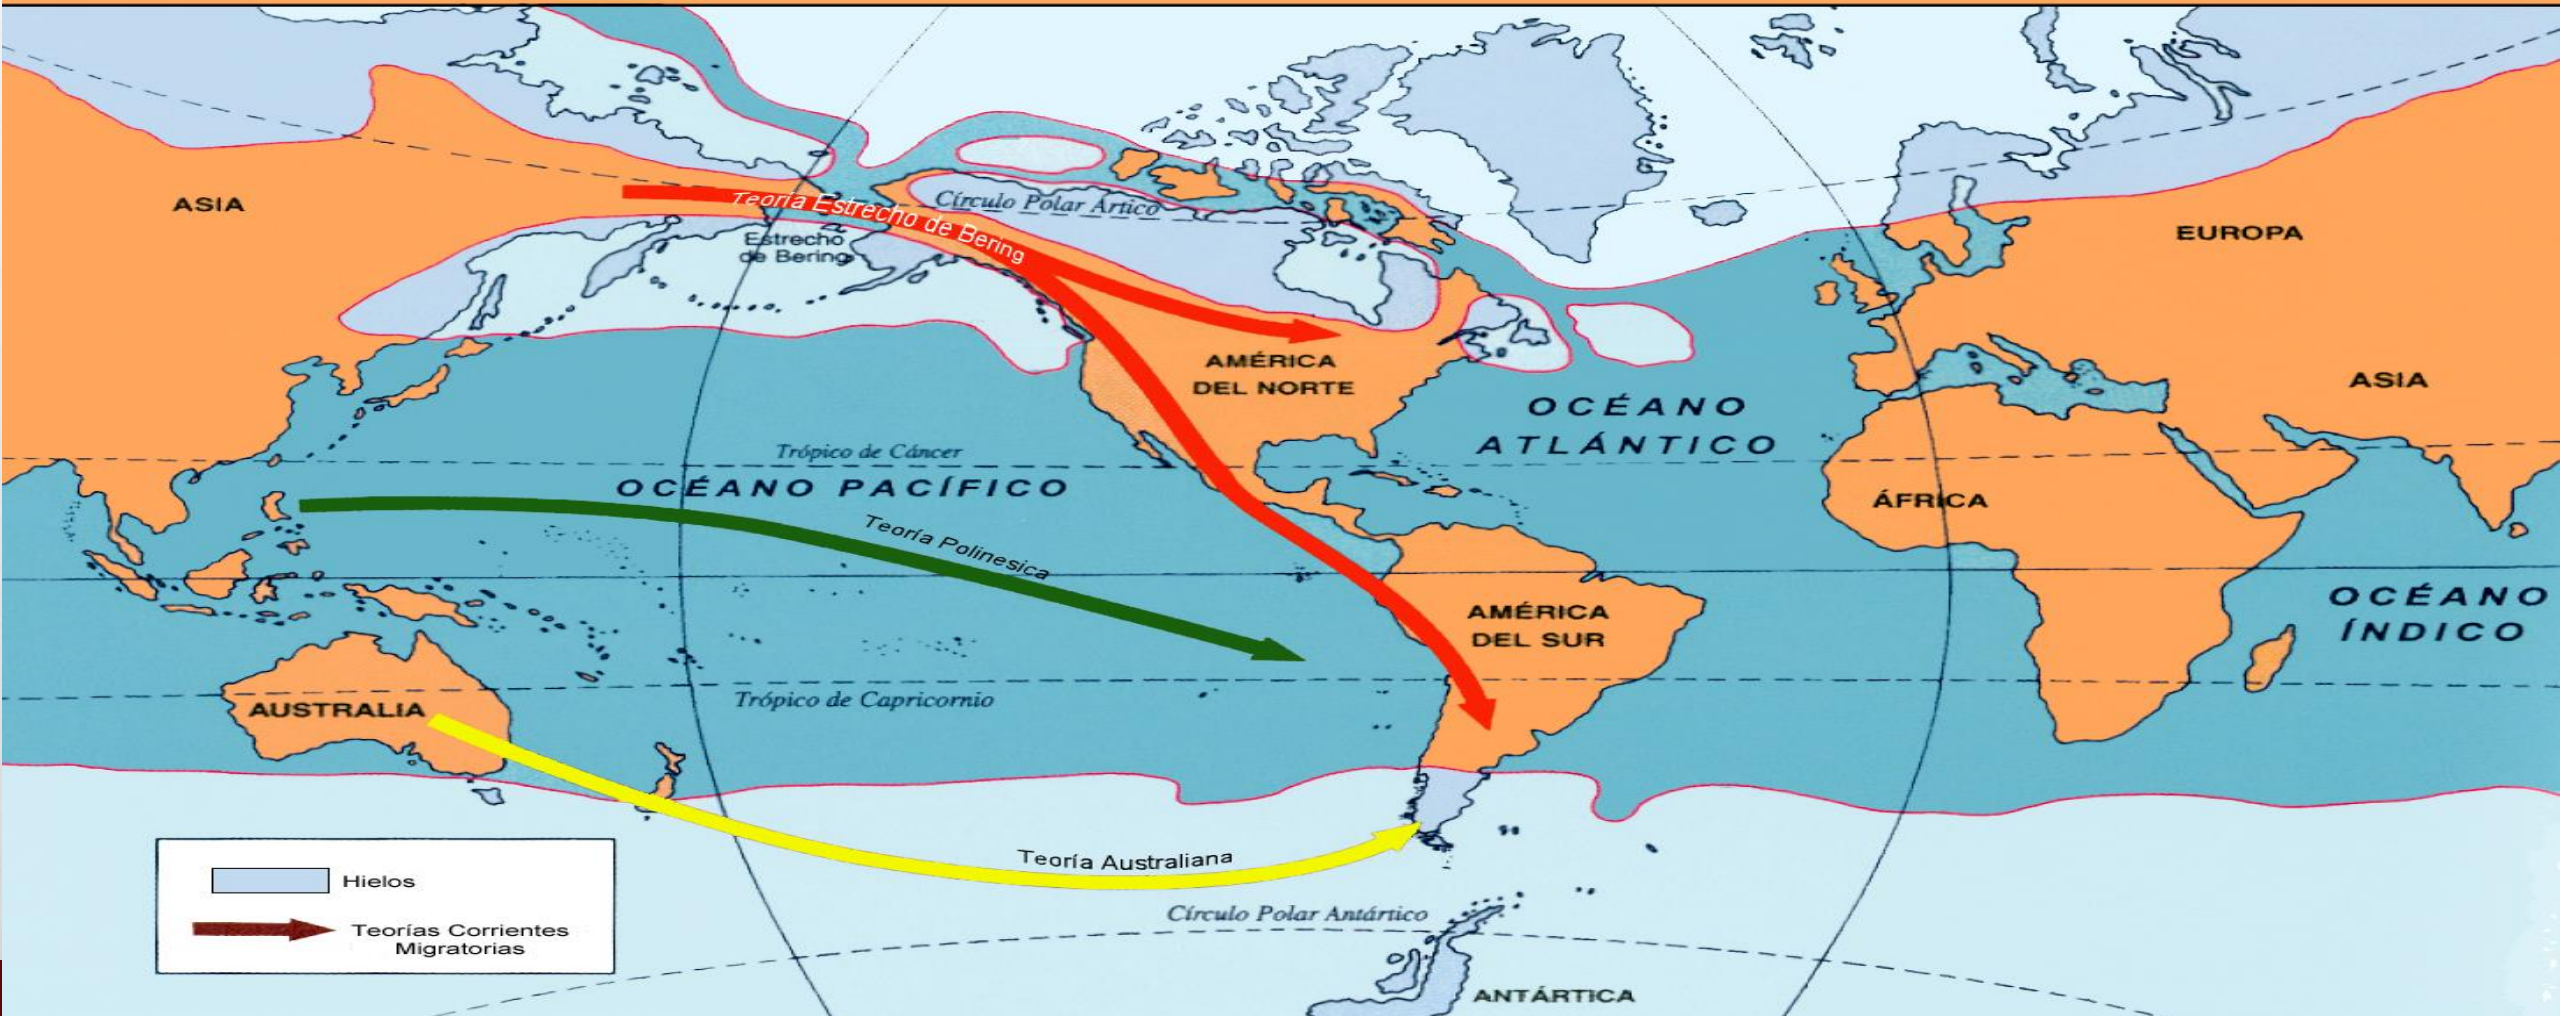 ASIA
Teoría Estrecho de Bering
Círculo Polar Ártico
Estrecho
de Bering
EUROPA
AMÉRICA
DEL NORTE
ASIA
OCÉANO
ATLÁNTICO
Trópico de Cáncer
OCÉANO PACÍFICO
ÁFRICA
Teoría Polinesica
OCÉANO
ÍNDICO
AMÉRICA
DEL SUR
Trópico de Capricornio
AUSTRALIA
Teoría Australiana
Hielos
Círculo Polar Antártico
Teorías Corrientes
Migratorias
ANTÁRTICA